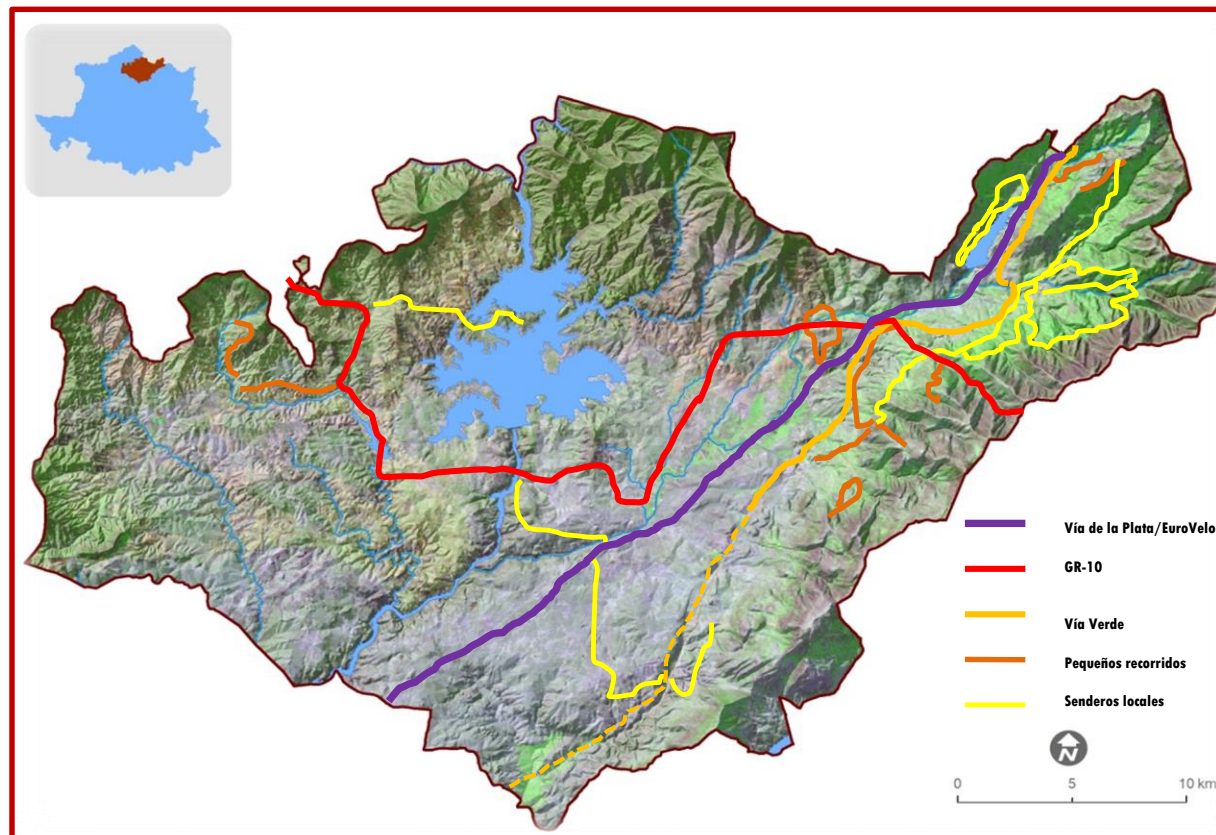 Vía de la Plata/EuroVelo
GR-10
Vía Verde
Pequeños recorridos
Senderos locales
N
0 5 10 km